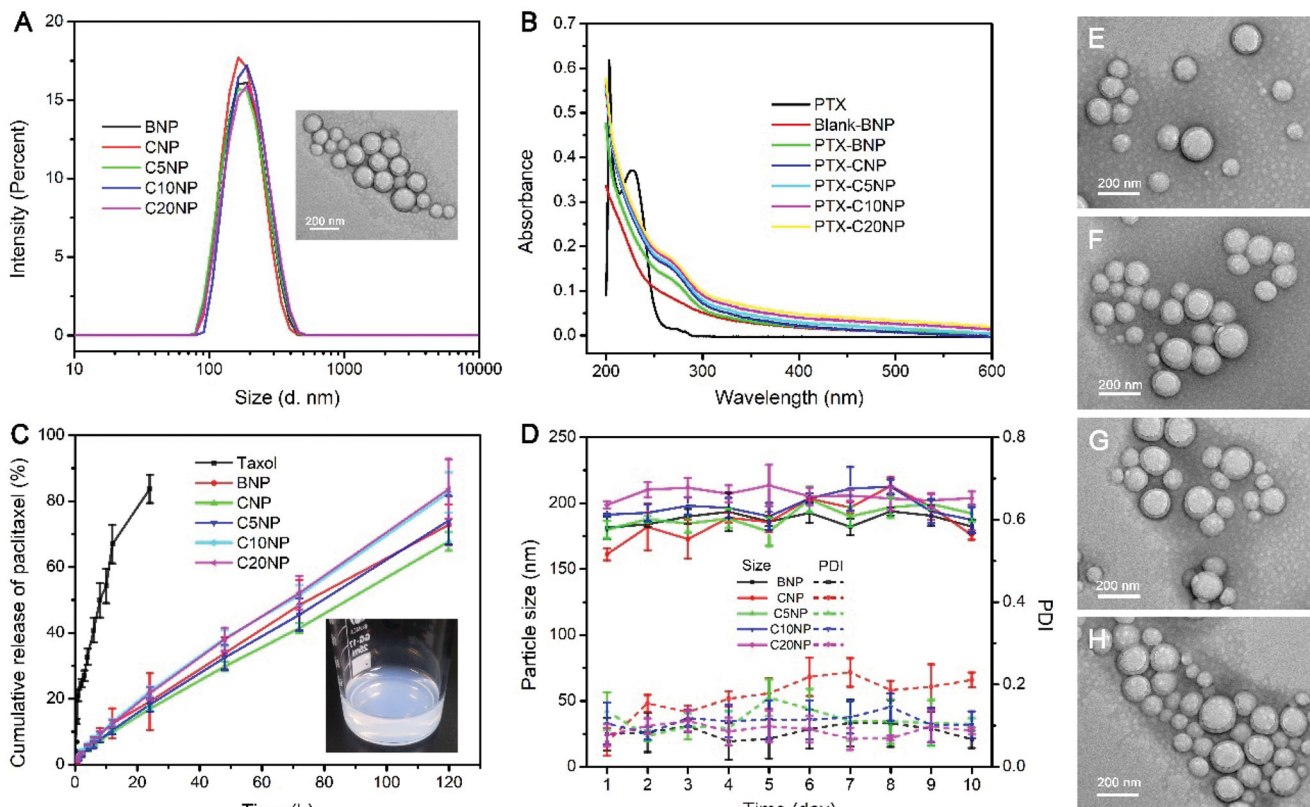 A
Intensity (Percent)
20
15
10
5
0
BNP
CNP
C5NP
C10NP
C20NP
200 nm
10 100 1000 10000
Size (d. nm)
B
Absorbance
0.7
0.6
0.5
0.4
0.3
0.2
0.1
0.0
PTX
Blank-BNP
PTX-BNP
PTX-CNP
PTX-C5NP
PTX-C10NP
PTX-C20NP
200 300 400 500 600
Wavelength (nm)
C
Cumulative release of paclitaxel (%)
100
80
60
40
20
0
Taxol
BNP
CNP
C5NP
C10NP
C20NP
0 20 40 60 80 100 120
Time (h)
D
Particle size (nm)
250
200
150
100
50
0
Size PDI
BNP
CNP
C5NP
C10NP
C20NP
0.8
0.6
0.4
0.2
0.0
PDI
1 2 3 4 5 6 7 8 9 10
Time (day)
E
200 nm
F
200 nm
G
200 nm
H
200 nm